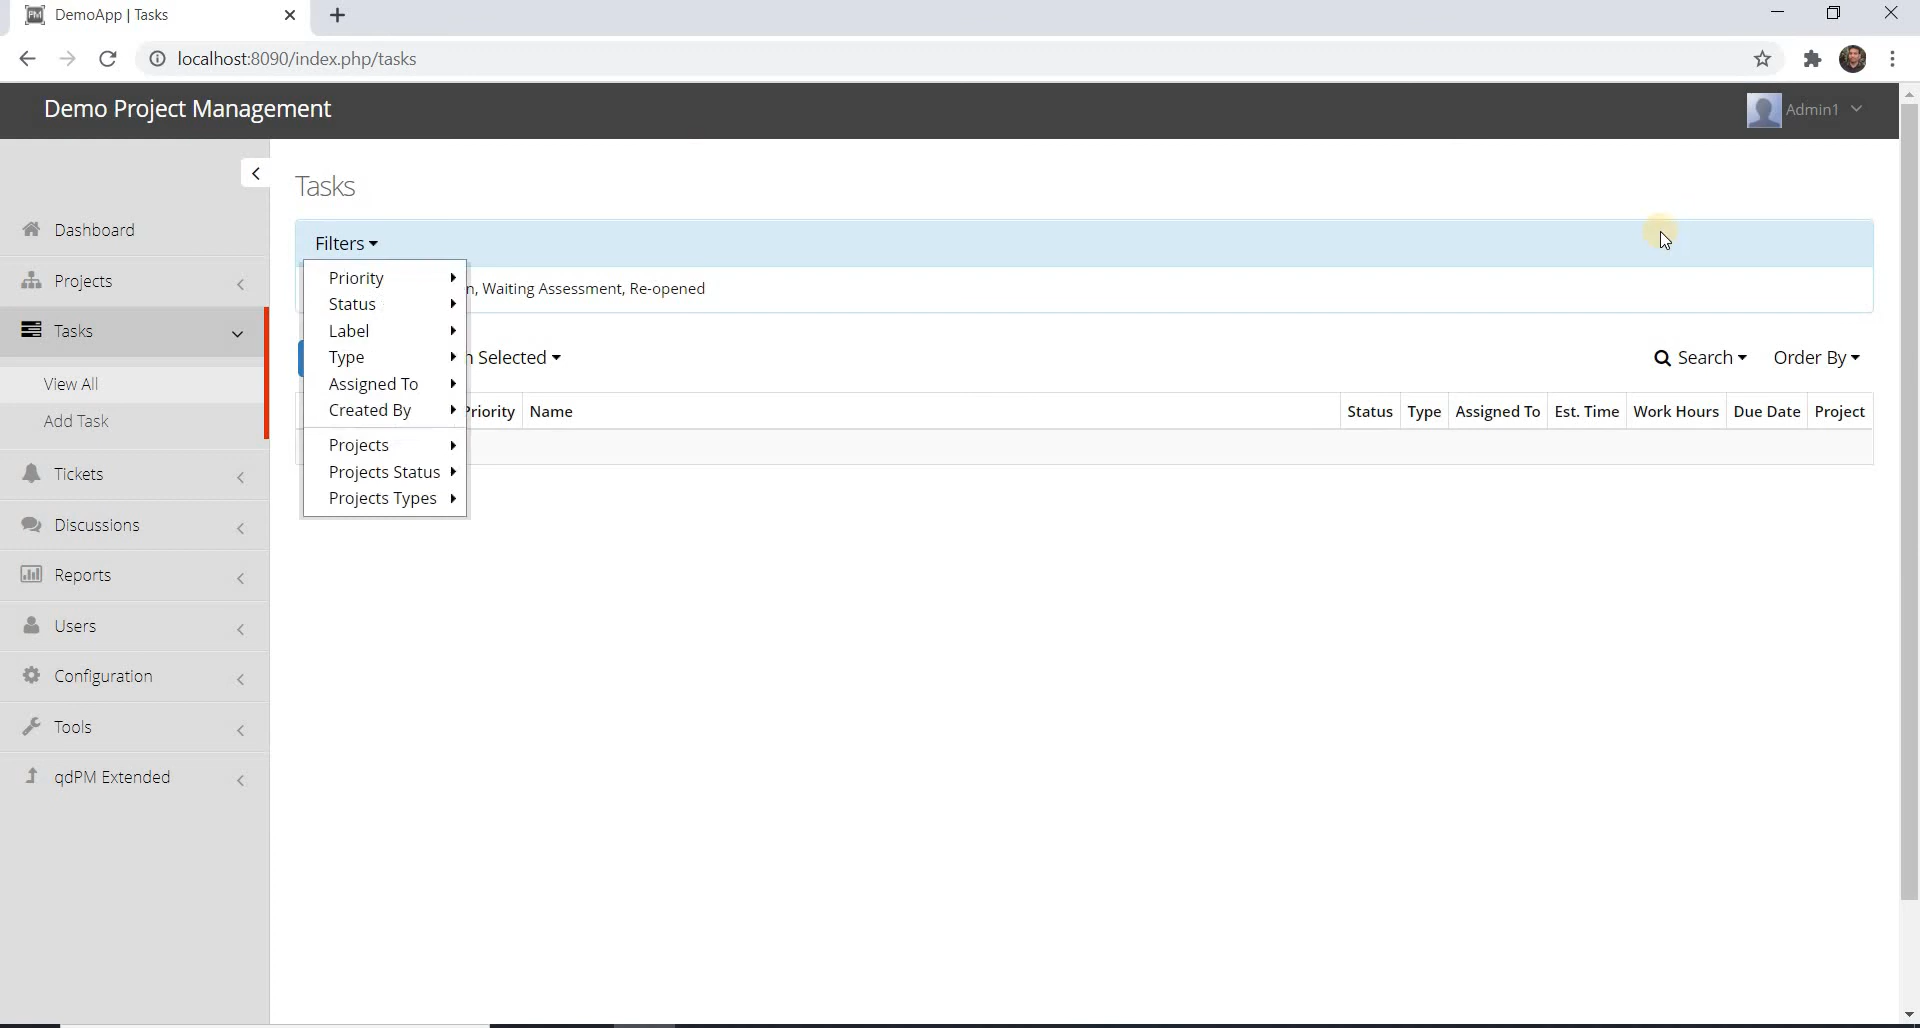 DemoApp | Tasks
localhost:8090/index.php/tasks
Demo Project Management
Admin1
Tasks
Dashboard
Projects
Tasks
View All
Add Task
Tickets
Discussions
Reports
Users
Configuration
Tools
qdPM Extended
Filters
Priority
Status
Label
Type
Assigned To
Created By
Projects
Projects Status
Projects Types
n, Waiting Assessment, Re-opened
h Selected
Search Order By
Priority Name Status Type Assigned To Est. Time Work Hours Due Date Project